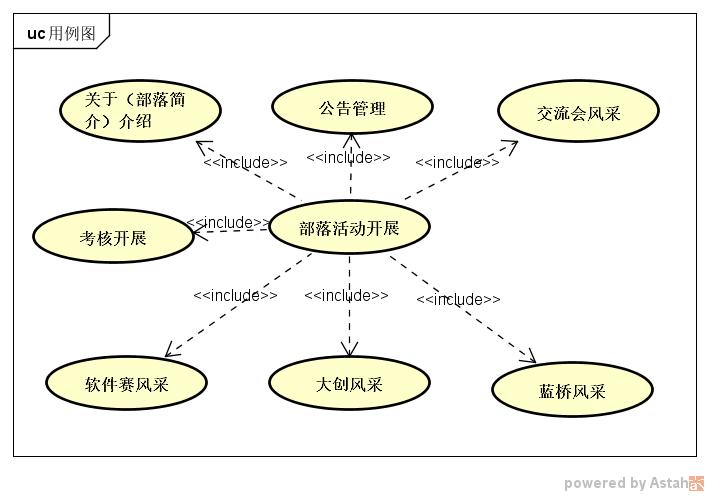 uc 用例图
关于（部落简
介）介绍
公告管理
交流会风采
<<include>>
<<include>>
<<include>>
考核开展
<<include>>
部落活动开展
<<include>>
<<include>>
<<include>>
软件赛风采
大创风采
蓝桥风采
powered by Astah